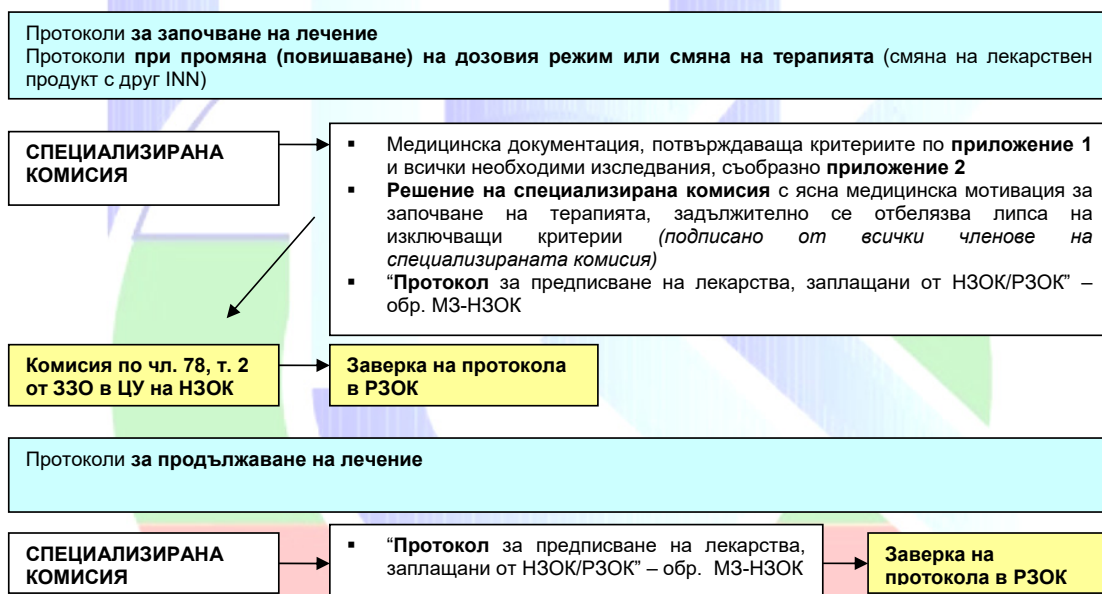 Протоколи за започване на лечение
Протоколи при промяна (повишаване) на дозовия режим или смяна на терапията (смяна на лекарствен
продукт с друг INN)
СПЕЦИАЛИЗИРАНА
КОМИСИЯ
▪ Медицинска документация, потвърждаваща критериите по приложение 1
и всички необходими изследвания, съобразно приложение 2
▪ Решение на специализирана комисия с ясна медицинска мотивация за
започване на терапията, задължително се отбелязва липса на
изключващи критерии (подписано от всички членове на
специализираната комисия)
▪ “Протокол за предписване на лекарства, заплащани от НЗОК/РЗОК” –
обр. МЗ-НЗОК
Комисия по чл. 78, т. 2
от ЗЗО в ЦУ на НЗОК
Заверка на протокола
в РЗОК
Протоколи за продължаване на лечение
СПЕЦИАЛИЗИРАНА
КОМИСИЯ
▪ “Протокол за предписване на лекарства,
заплащани от НЗОК/РЗОК” – обр. МЗ-НЗОК
Заверка на
протокола в РЗОК